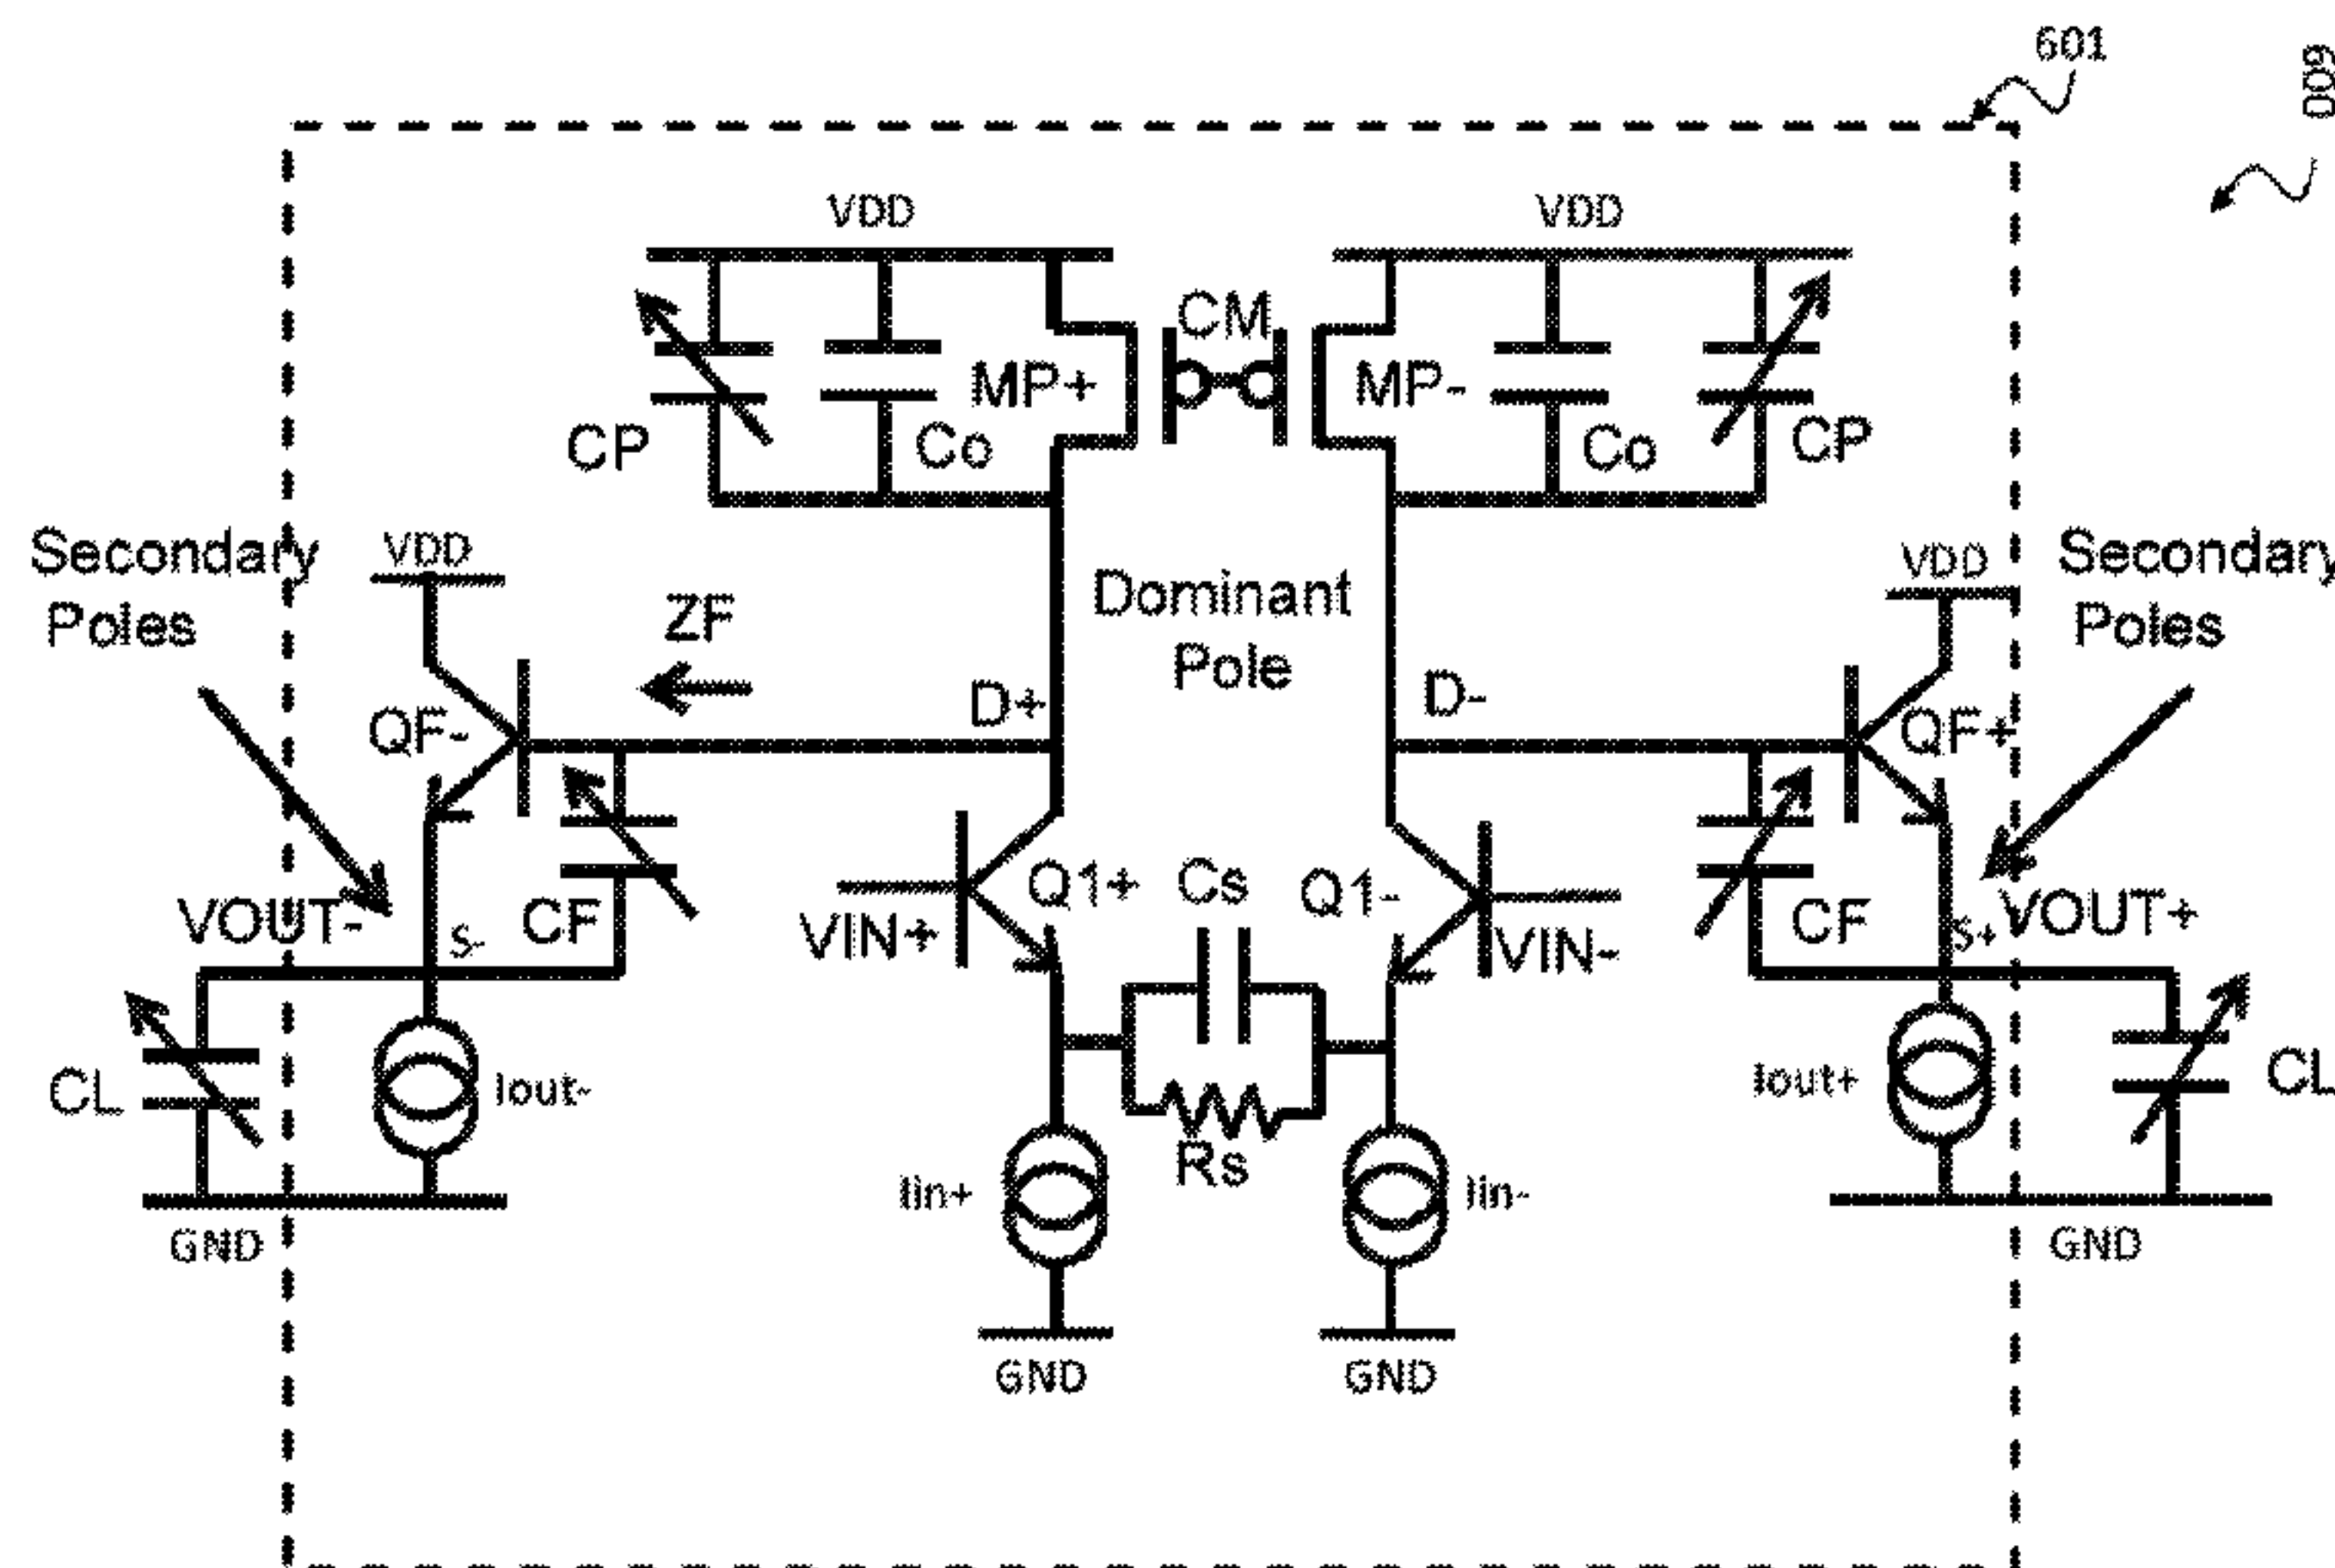 601
600
VDD
VDD
CM
MP+
MP-
CP
Co
Co
CP
Secondary
Poles
VDD
ZF
Dominant
Pole
VDD
Secondary
Poles
D+
D-
QF-
QF+
Q1+
Cs
Q1-
VOUT-
S-
CF
VIN+
VIN-
CF
S+
VOUT+
CL
Iout-
Iout+
CL
Rs
Iin+
Iin-
GND
GND
GND
GND